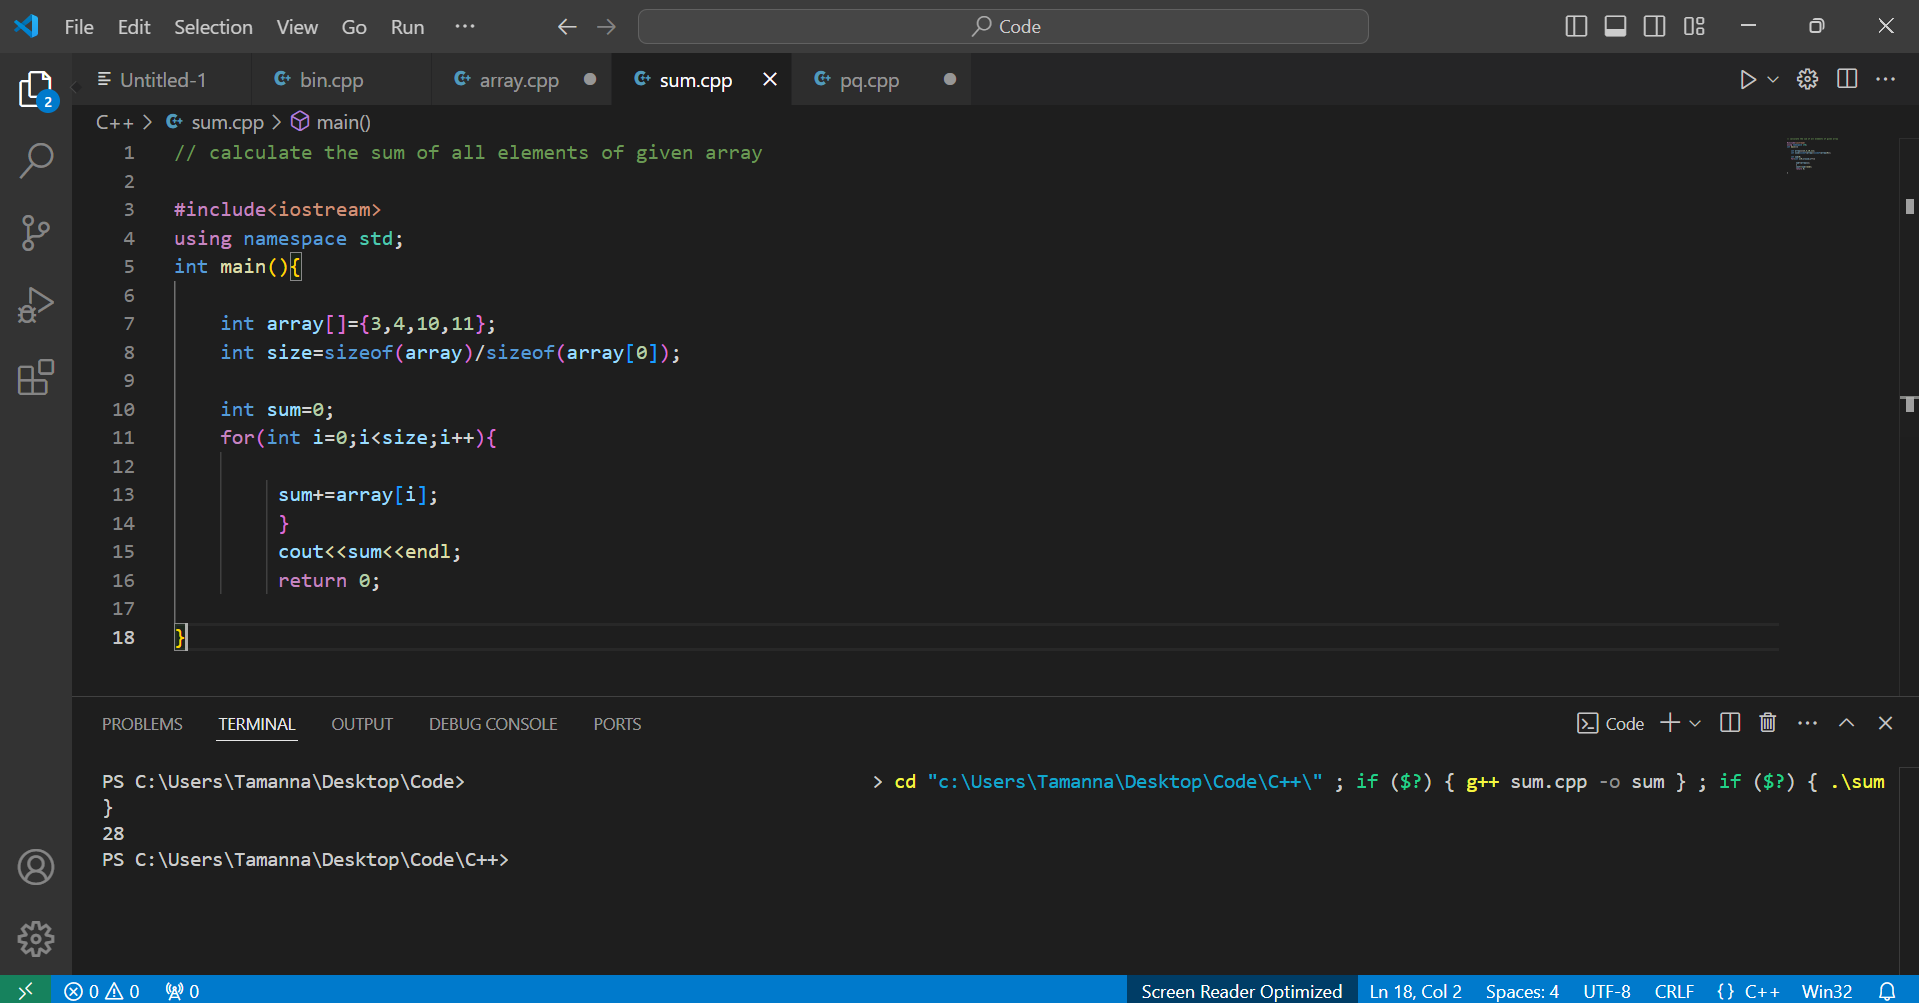 File Edit Selection View Go Run ··· Code
Untitled-1 bin.cpp array.cpp sum.cpp pq.cpp
2
C++ > sum.cpp > main()
1 // calculate the sum of all elements of given array
2
3 #include<iostream>
4 using namespace std;
5 int main(){
6
7 int array[]={3,4,10,11};
8 int size=sizeof(array)/sizeof(array[0]);
9
10 int sum=0;
11 for(int i=0;i<size;i++){
12
13 sum+=array[i];
14 }
15 cout<<sum<<endl;
16 return 0;
17
18 }
PROBLEMS TERMINAL OUTPUT DEBUG CONSOLE PORTS Code
PS C:\Users\Tamanna\Desktop\Code> > cd "c:\Users\Tamanna\Desktop\Code\C++\" ; if ($?) { g++ sum.cpp -o sum } ; if ($?) { .\sum
}
28
PS C:\Users\Tamanna\Desktop\Code\C++>
0 0 0 Screen Reader Optimized Ln 18, Col 2 Spaces: 4 UTF-8 CRLF {} C++ Win32